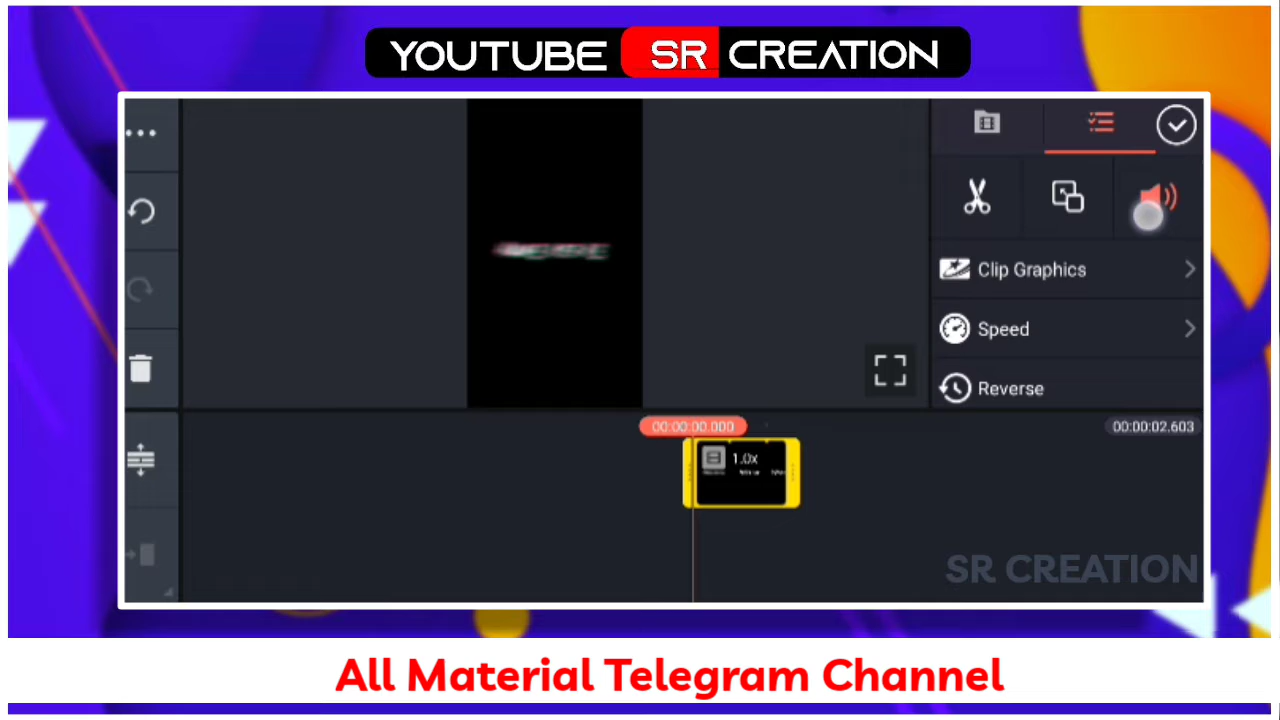 YOUTUBE SR CREATION
Clip Graphics
Speed
Reverse
00:00:00.000
00:00:02.603
1.0x
SR CREATION
All Material Telegram Channel